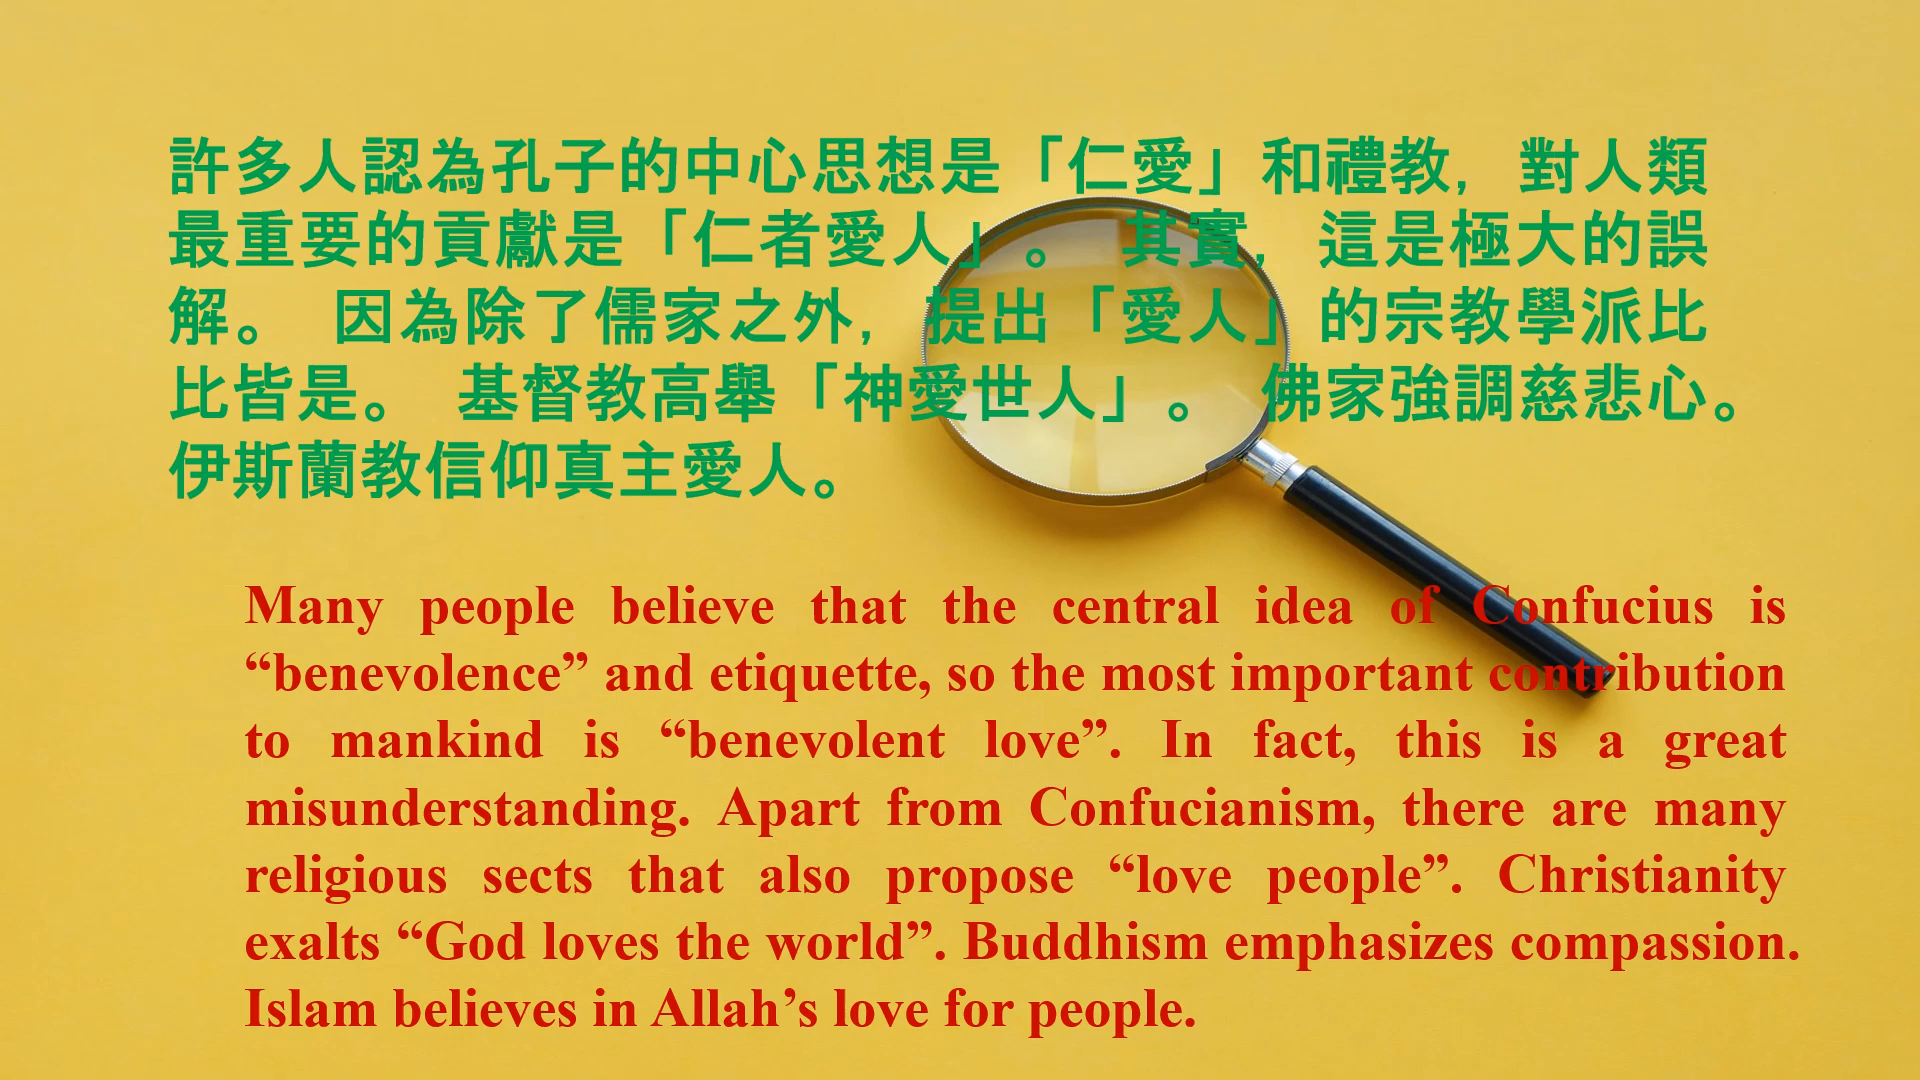 許多人認為孔子的中心思想是「仁愛」和禮教，對人類
最重要的貢獻是「仁者愛人」。 其實，這是極大的誤
解。 因為除了儒家之外，提出「愛人」的宗教學派比
比皆是。 基督教高舉「神愛世人」。 佛家強調慈悲心。
伊斯蘭教信仰真主愛人。
Many people believe that the central idea of Confucius is
“benevolence” and etiquette, so the most important contribution
to mankind is “benevolent love”. In fact, this is a great
misunderstanding. Apart from Confucianism, there are many
religious sects that also propose “love people”. Christianity
exalts “God loves the world”. Buddhism emphasizes compassion.
Islam believes in Allah’s love for people.